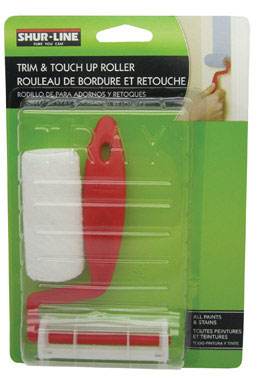 SHUR-LINE
SURE YOU CAN!
TRIM & TOUCH UP ROLLER
ROULEAU DE BORDURE ET RETOUCHE
RODILLO DE PARA ADORNOS Y RETOQUES
TRAY
ALL PAINTS
& STAINS
TOUTES PEINTURES
ET TEINTURES
TODO PINTURA Y TINTE